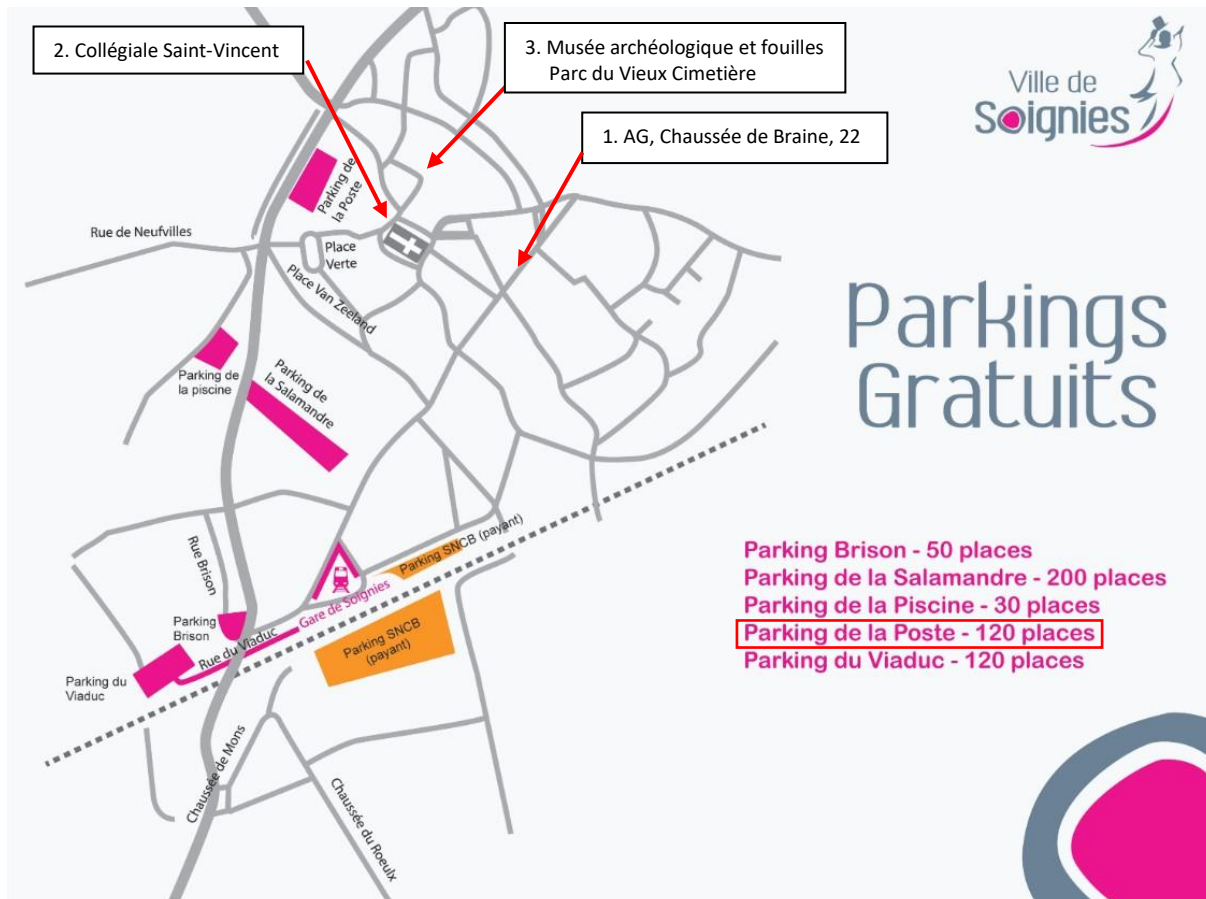 2. Collégiale Saint-Vincent
3. Musée archéologique et fouilles
Parc du Vieux Cimetière
1. AG, Chaussée de Braine, 22
Ville de
Soignies
Parking de
la Poste
Rue de Neufvilles
Place
Verte
Place Van Zeeland
Parking de
la piscine
Parking de
la Salamandre
Parkings
Gratuits
Rue Brison
Parking SNCB (payant)
Gare de Soignies
Parking
Brison
Rue du Viaduc
Parking SNCB
(payant)
Parking du
Viaduc
Chaussée de Mons
Chaussée du Roeulx
Parking Brison - 50 places
Parking de la Salamandre - 200 places
Parking de la Piscine - 30 places
Parking de la Poste - 120 places
Parking du Viaduc - 120 places